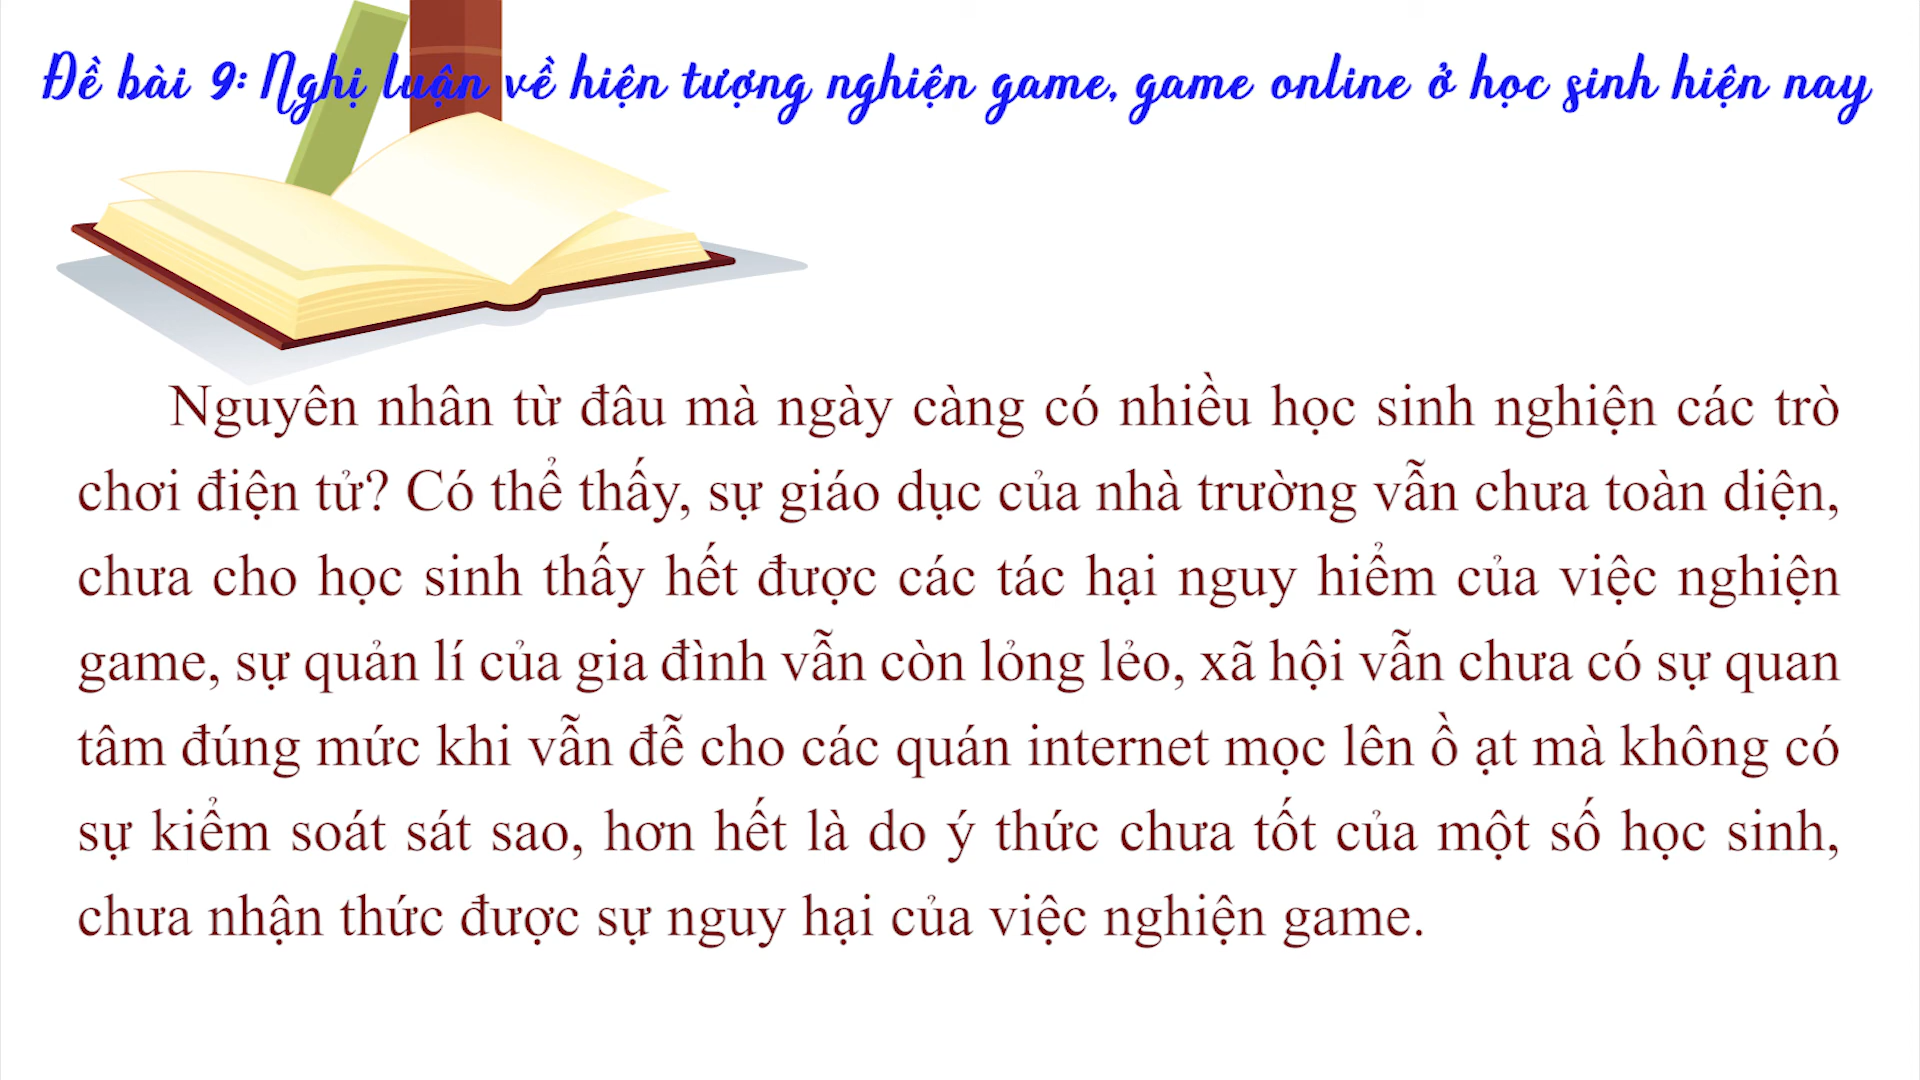 Đề bài 9: Nghị luận về hiện tượng nghiện game, game online ở học sinh hiện nay
Nguyên nhân từ đâu mà ngày càng có nhiều học sinh nghiện các trò
chơi điện tử? Có thể thấy, sự giáo dục của nhà trường vẫn chưa toàn diện,
chưa cho học sinh thấy hết được các tác hại nguy hiểm của việc nghiện
game, sự quản lí của gia đình vẫn còn lỏng lẻo, xã hội vẫn chưa có sự quan
tâm đúng mức khi vẫn đễ cho các quán internet mọc lên ồ ạt mà không có
sự kiểm soát sát sao, hơn hết là do ý thức chưa tốt của một số học sinh,
chưa nhận thức được sự nguy hại của việc nghiện game.